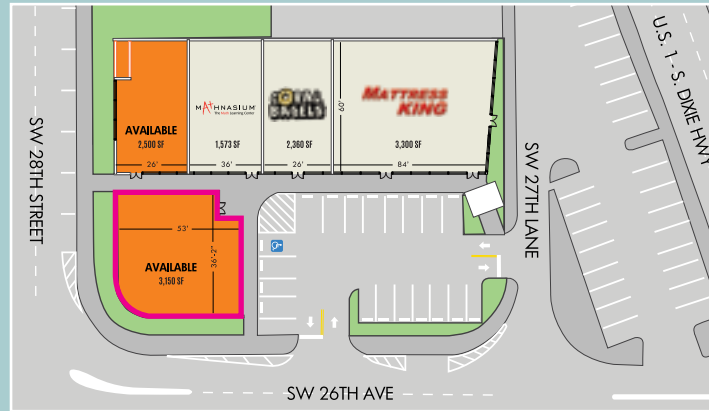 U.S. 1 - S. DIXIE HWY
SW 28TH STREET
SW 27TH LANE
SW 26TH AVE
AVAILABLE
2,500 SF
26'
MATHNASIUM
The Math Learning Center
1,573 SF
36'
BAGELS
2,360 SF
26'
60'
MATTRESS
KING
3,300 SF
84'
53'
36'-2"
AVAILABLE
3,150 SF